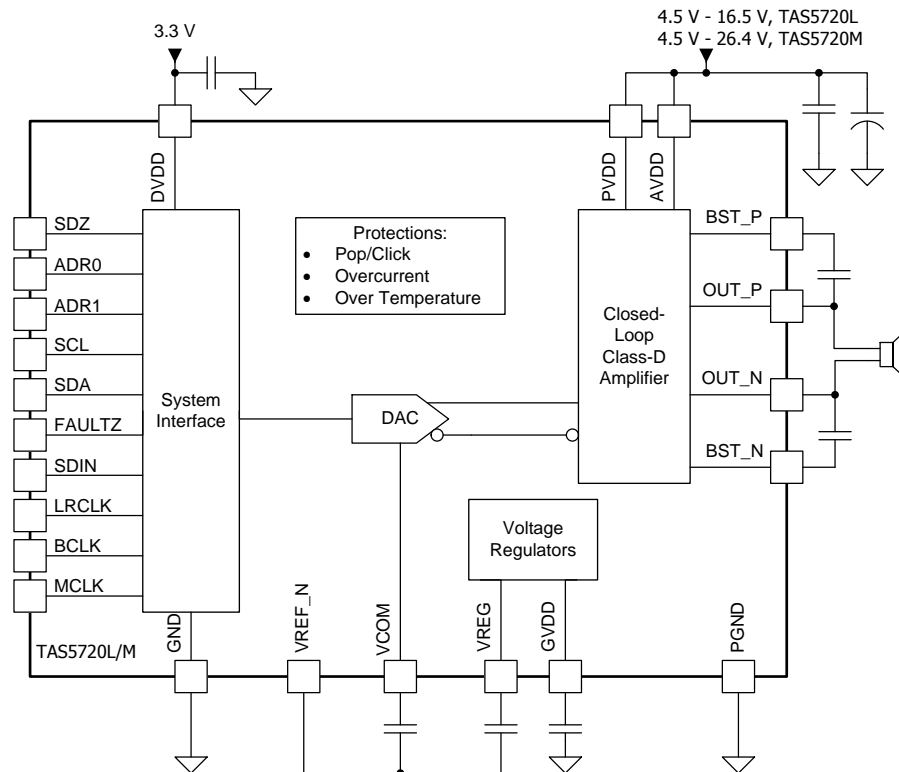 4.5 V - 16.5 V, TAS5720L
4.5 V - 26.4 V, TAS5720M
3.3 V
DVDD
PVDD
AVDD
SDZ
ADR0
ADR1
SCL
SDA
FAULTZ
SDIN
LRCLK
BCLK
MCLK
System
Interface
Protections:
• Pop/Click
• Overcurrent
• Over Temperature
DAC
Closed-
Loop
Class-D
Amplifier
BST_P
OUT_P
OUT_N
BST_N
Voltage
Regulators
GND
VREF_N
VCOM
VREG
GVDD
PGND
TAS5720L/M